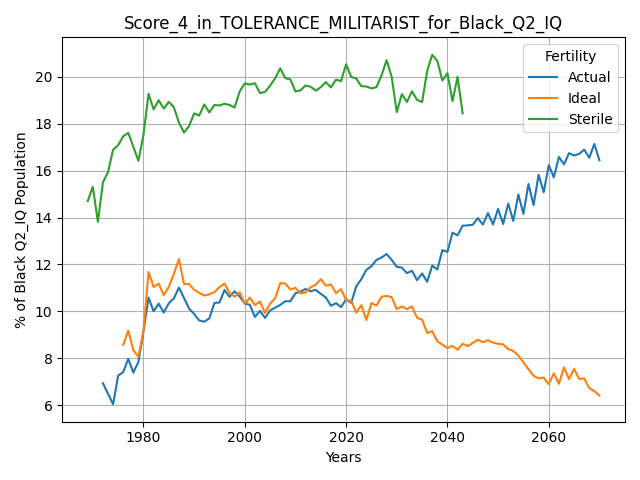 Score_4_in_TOLERANCE_MILITARIST_for_Black_Q2_IQ
% of Black Q2_IQ Population
20
18
16
14
12
10
8
6
Fertility
Actual
Ideal
Sterile
1980
2000
2020
2040
2060
Years